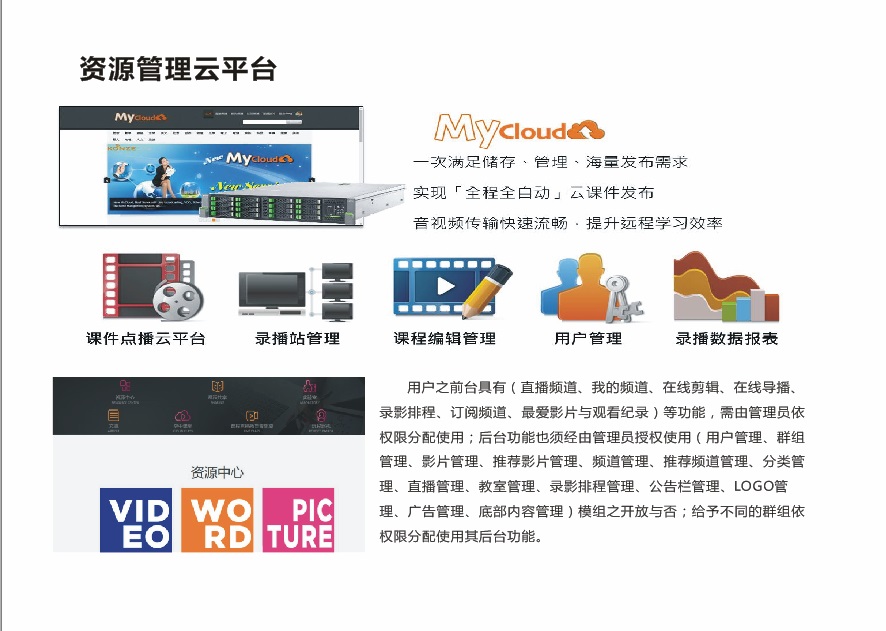 资源管理云平台
MyCloud
HONEE
New MyCloud
MyCloud
一次满足储存、管理、海量发布需求
实现「全程全自动」云课件发布
音视频传输快速流畅，提升远程学习效率
课件点播云平台
录播站管理
课程编辑管理
用户管理
录播数据报表
资源中心
VID
EO
WO
RD
PIC
TURE
用户之前台具有（直播频道、我的频道、在线剪辑、在线导播、
录影排程、订阅频道、最爱影片与观看纪录）等功能，需由管理员依
权限分配使用；后台功能也须经由管理员授权使用（用户管理、群组
管理、影片管理、推荐影片管理、频道管理、推荐频道管理、分类管
理、直播管理、教室管理、录影排程管理、公告栏管理、LOGO管
理、广告管理、底部内容管理）模组之开放与否；给予不同的群组依
权限分配使用其后台功能。